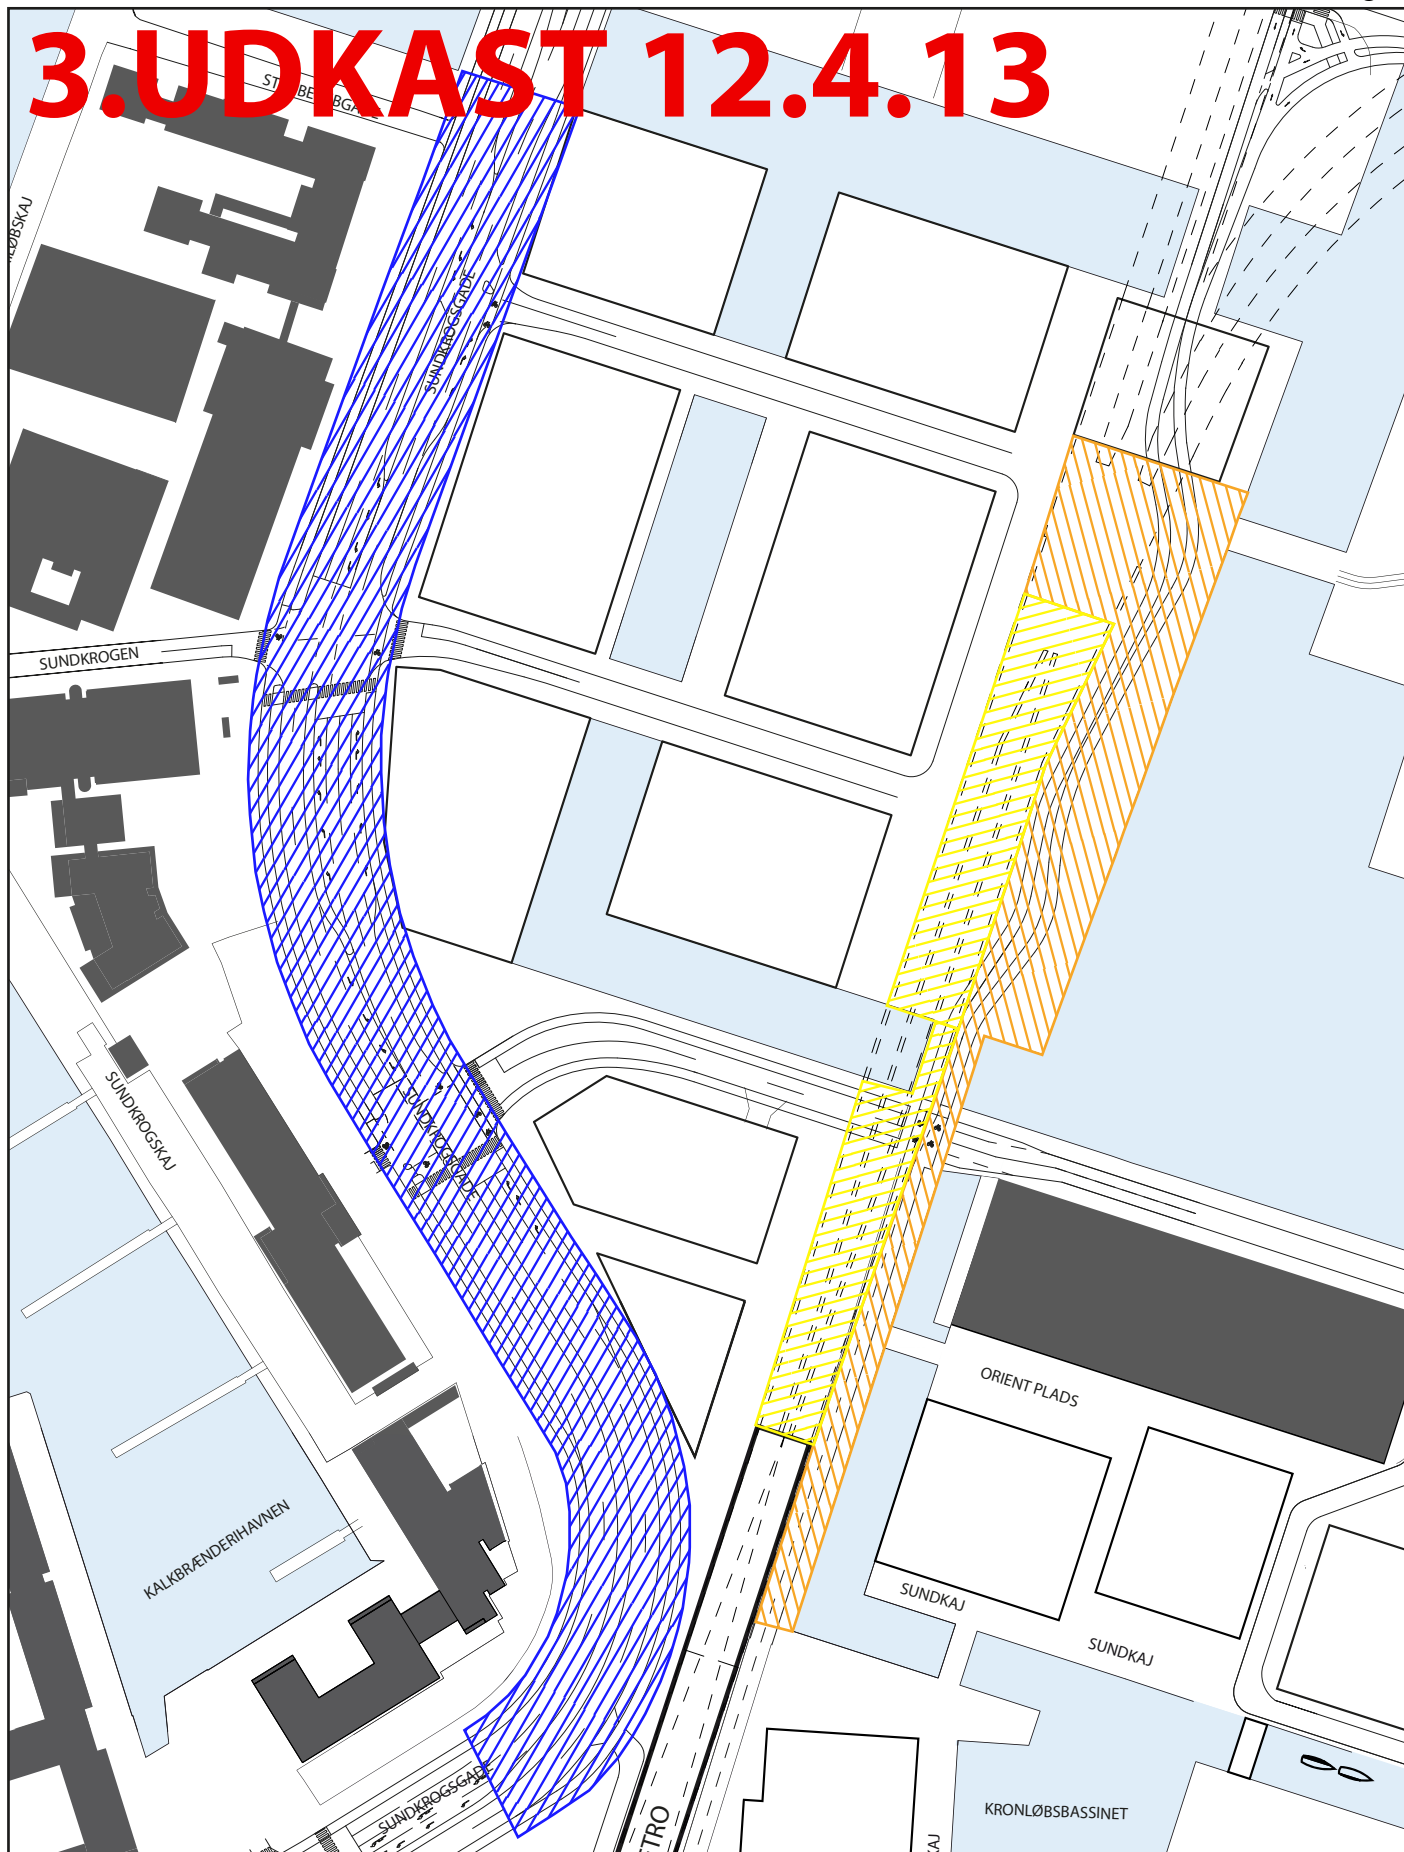 3.UDKAST 12.4.13
SUNDKROGSGADE
SUNDKROGEN
SUNDKROGSKAJ
SUNDKROGSGADE
ORIENT PLADS
KALKBRÆNDERIHAVNEN
SUNDKAJ
SUNDKAJ
SUNDKROGSGADE
KRONLØBSBASSINET